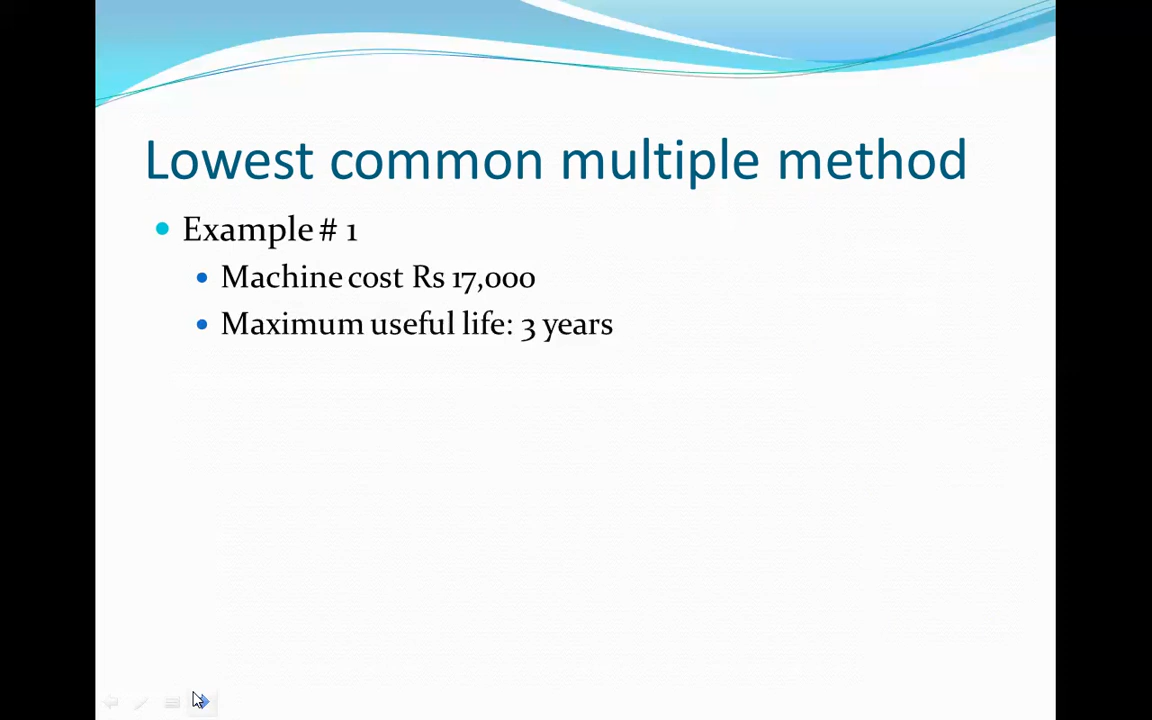 Lowest common multiple method
Example # 1
Machine cost Rs 17,000
Maximum useful life: 3 years